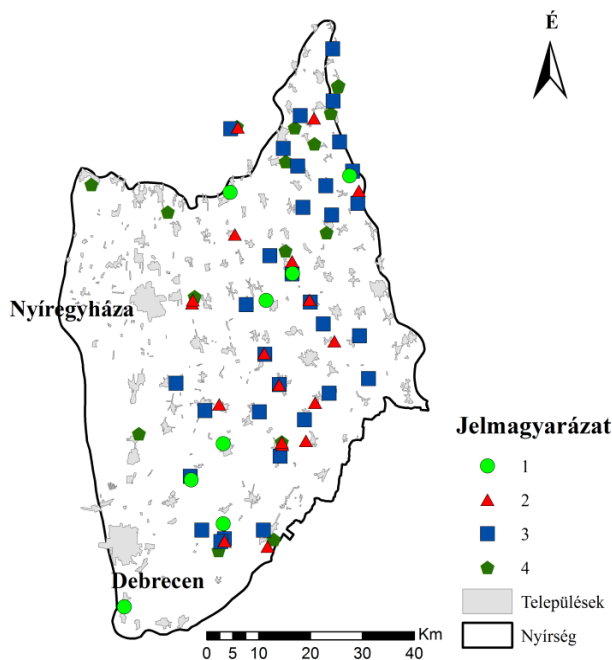 É
Nyíregyháza
Debrecen
Jelmagyarázat
1
2
3
4
Települések
Nyírség
Km
0 5 10 20 30 40